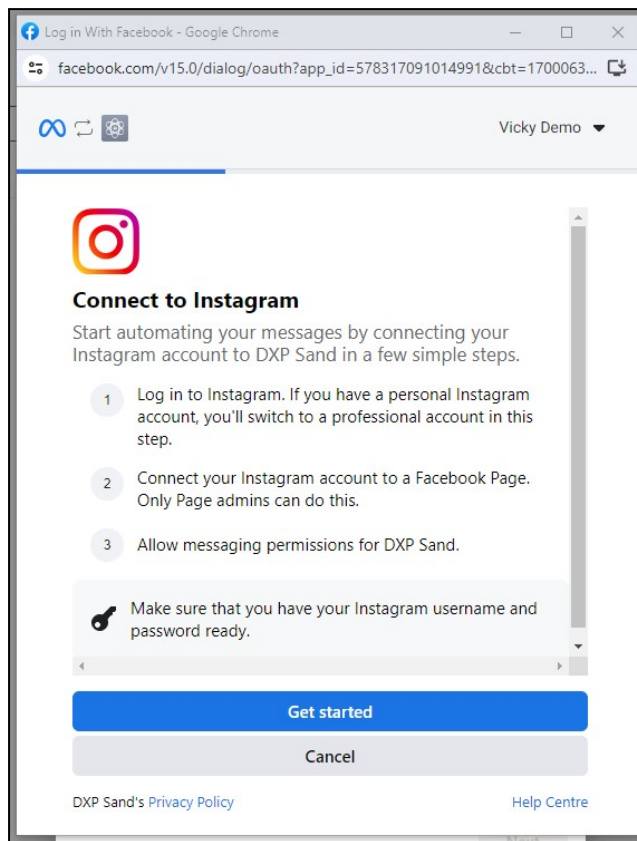 Log in With Facebook - Google Chrome
facebook.com/v15.0/dialog/oauth?app_id=578317091014991&cbt=1700063...
Vicky Demo
Connect to Instagram
Start automating your messages by connecting your
Instagram account to DXP Sand in a few simple steps.
1 Log in to Instagram. If you have a personal Instagram
account, you'll switch to a professional account in this
step.
2 Connect your Instagram account to a Facebook Page.
Only Page admins can do this.
3 Allow messaging permissions for DXP Sand.
Make sure that you have your Instagram username and
password ready.
Get started
Cancel
DXP Sand's Privacy Policy Help Centre
Next